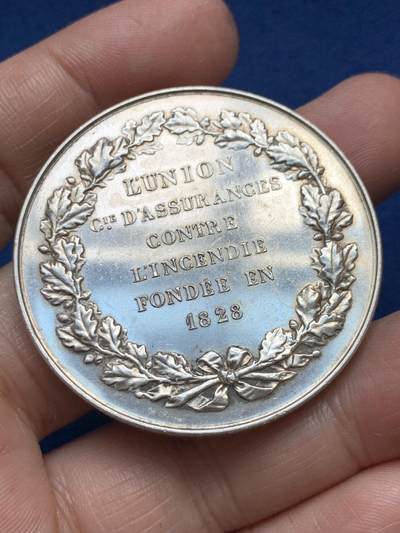 L'UNION
CIE D'ASSURANCES
CONTRE
L'INCENDIE
FONDÉE EN
1828